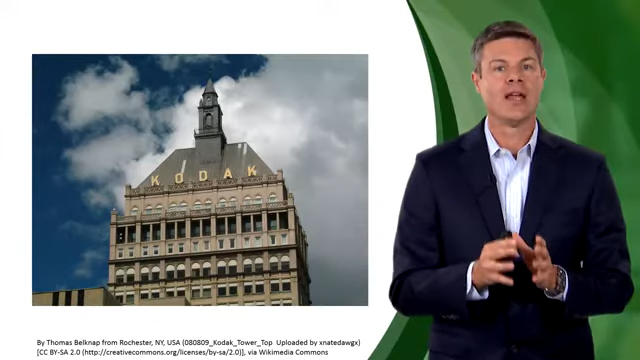 KODAK
By Thomas Belknap from Rochester, NY, USA (080809_Kodak_Tower_Top Uploaded by xnatedawgx)
[CC BY-SA 2.0 (http://creativecommons.org/licenses/by-sa/2.0)], via Wikimedia Commons